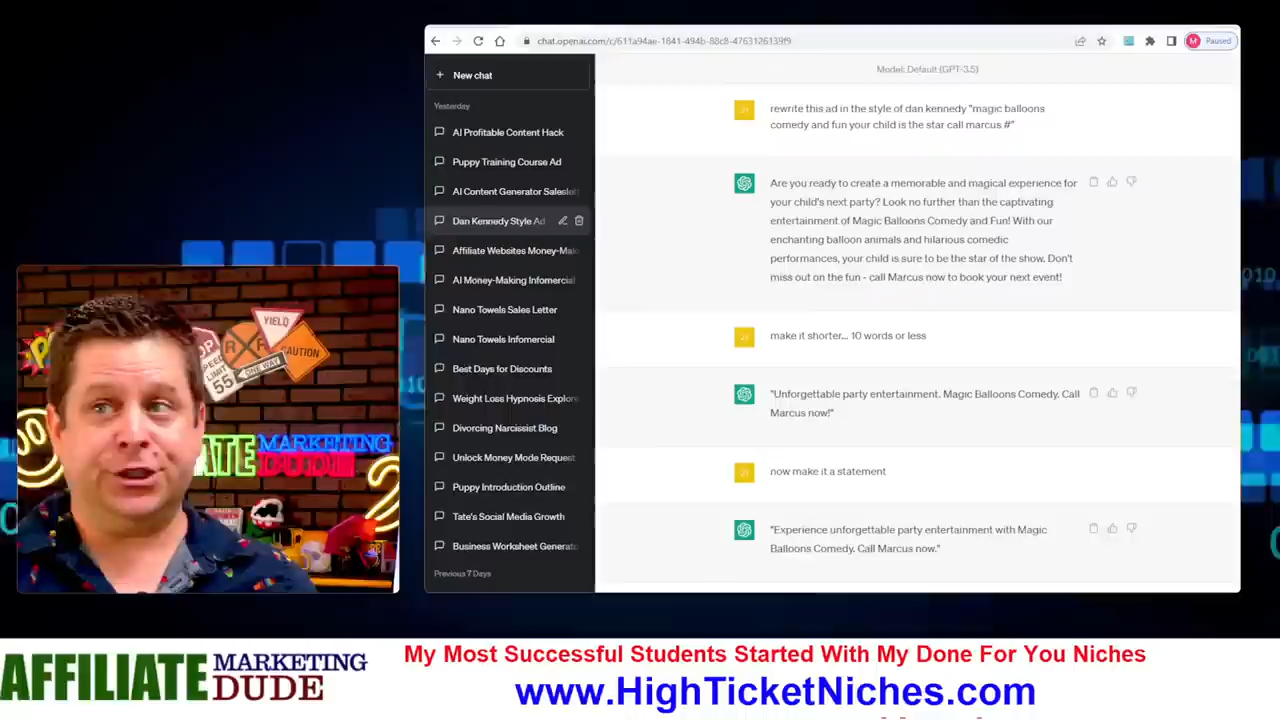 chat.openai.com/c/611a94ae-1841-494b-88c8-4763126139f9
M Paused
New chat
Model: Default (GPT-3.5)
Yesterday
AI Profitable Content Hack
Puppy Training Course Ad
AI Content Generator Saleslet
Dan Kennedy Style Ad
Affiliate Websites Money-Mak
AI Money-Making Infomercial
Nano Towels Sales Letter
Nano Towels Infomercial
Best Days for Discounts
Weight Loss Hypnosis Explore
Divorcing Narcissist Blog
Unlock Money Mode Request
Puppy Introduction Outline
Tate's Social Media Growth
Business Worksheet Generato
Previous 7 Days
rewrite this ad in the style of dan kennedy "magic balloons
comedy and fun your child is the star call marcus #"
Are you ready to create a memorable and magical experience for
your child's next party? Look no further than the captivating
entertainment of Magic Balloons Comedy and Fun! With our
enchanting balloon animals and hilarious comedic
performances, your child is sure to be the star of the show. Don't
miss out on the fun - call Marcus now to book your next event!
make it shorter... 10 words or less
"Unforgettable party entertainment. Magic Balloons Comedy. Call
Marcus now!"
now make it a statement
"Experience unforgettable party entertainment with Magic
Balloons Comedy. Call Marcus now."
YIELD
CAUTION
SPEED
LIMIT
55
ONE WAY
MARKETING
AFFILIATE
MARKETING
DUDE
My Most Successful Students Started With My Done For You Niches
www.HighTicketNiches.com